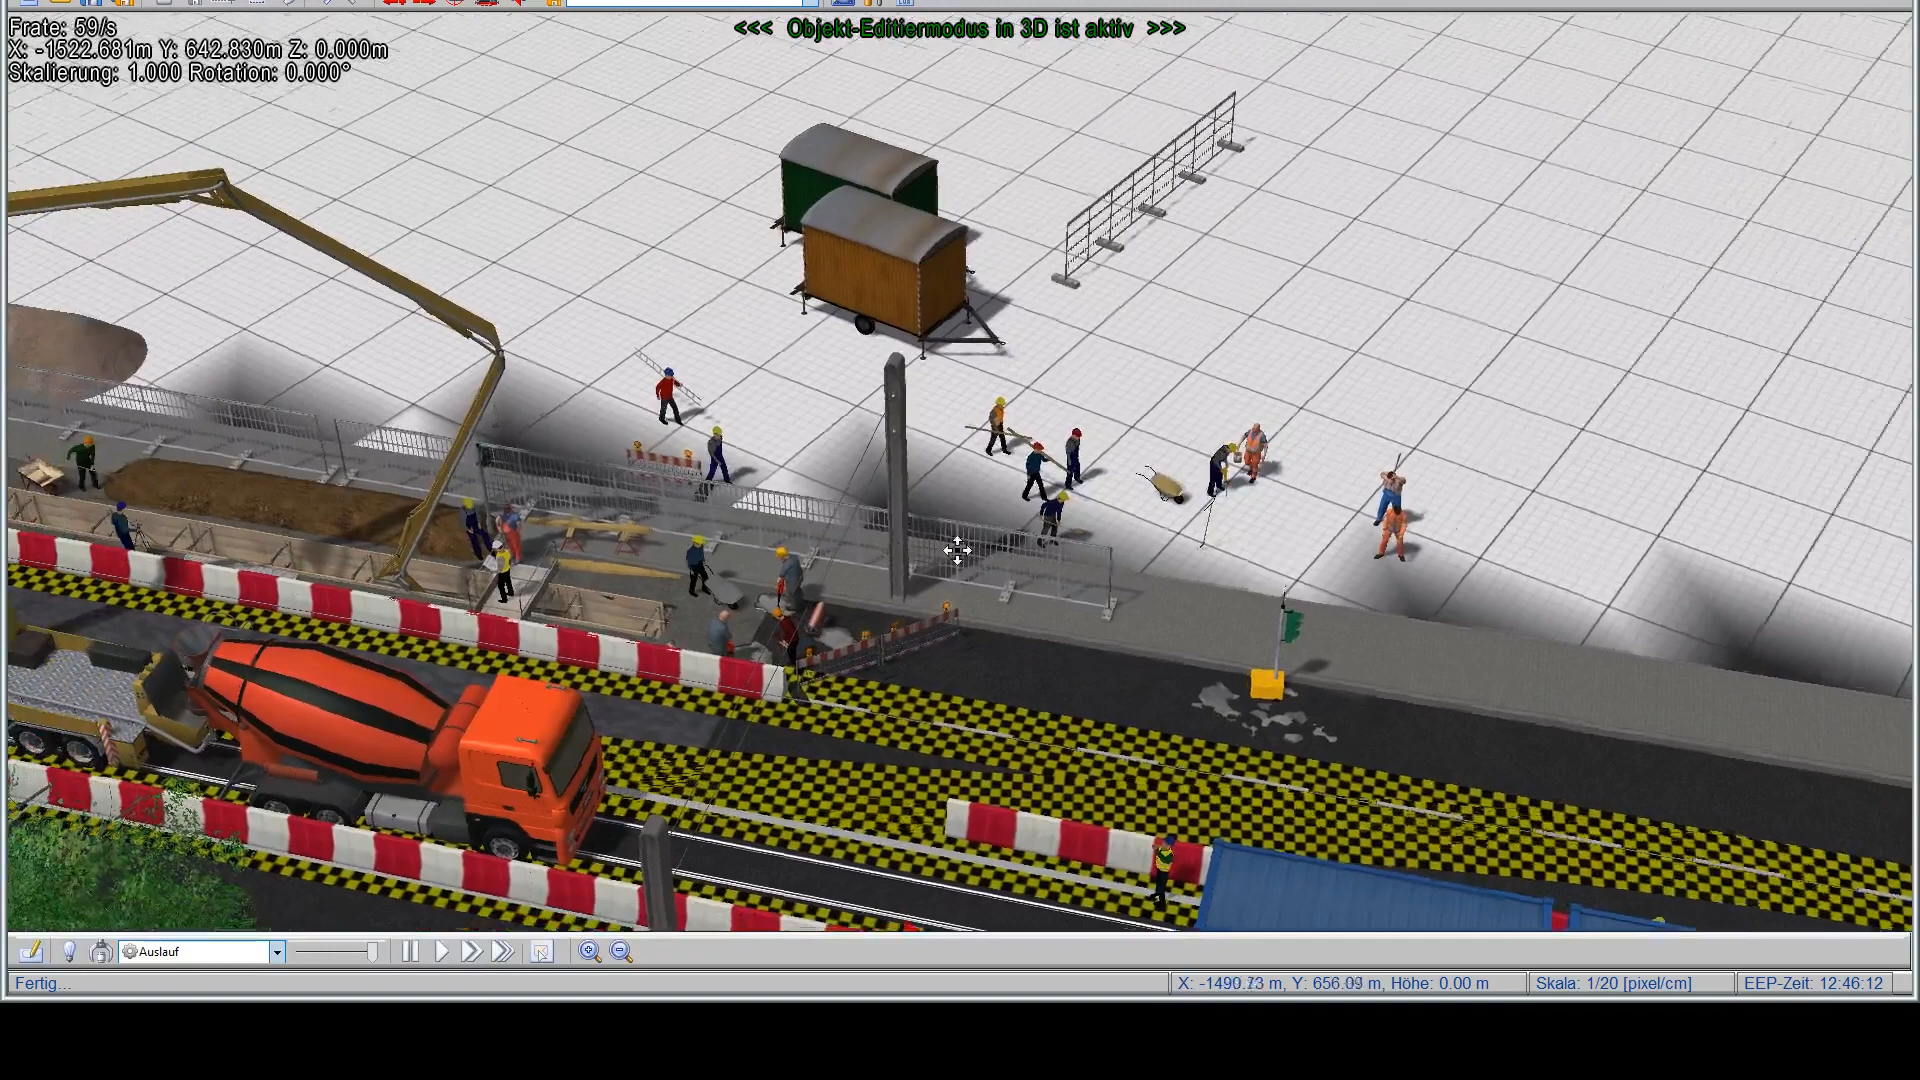 Frate: 59/s
X: -1522.681m Y: 642.830m Z: 0.000m
Skalierung: 1.000 Rotation: 0.000°
<<< Objekt-Editiermodus in 3D ist aktiv >>>
Auslauf
Fertig...
X: -1490.73 m, Y: 656.09 m, Höhe: 0.00 m
Skala: 1/20 [pixel/cm]
EEP-Zeit: 12:46:12